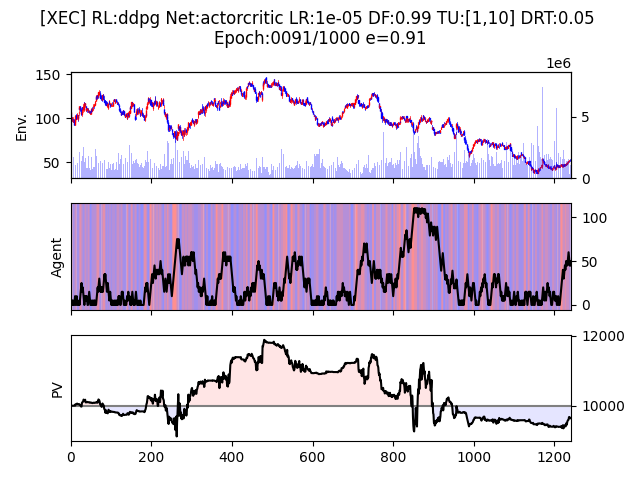 [XEC] RL:ddpg Net:actorcritic LR:1e-05 DF:0.99 TU:[1,10] DRT:0.05
Epoch:0091/1000 e=0.91
1e6
150
100
50
5
0
Env.
100
50
0
Agent
12000
10000
PV
0 200 400 600 800 1000 1200